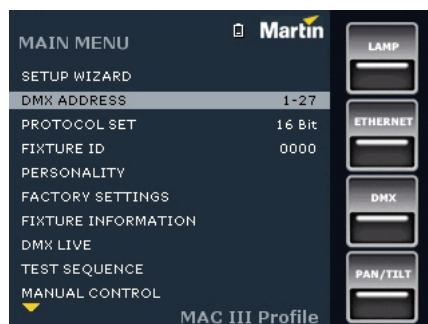 MAIN MENU
Martin
SETUP WIZARD
DMX ADDRESS 1-27
PROTOCOL SET 16 Bit
FIXTURE ID 0000
PERSONALITY
FACTORY SETTINGS
FIXTURE INFORMATION
DMX LIVE
TEST SEQUENCE
MANUAL CONTROL
MAC III Profile
LAMP
ETHERNET
DMX
PAN/TILT